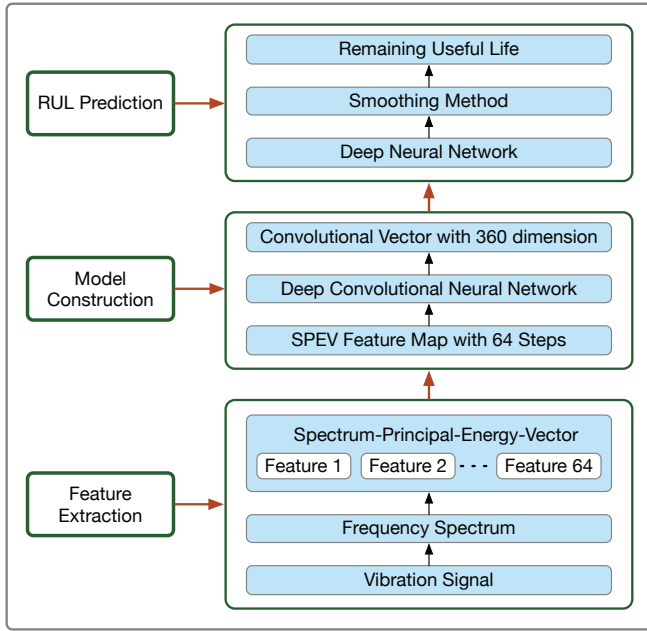 RUL Prediction
Remaining Useful Life
Smoothing Method
Deep Neural Network
Model
Construction
Convolutional Vector with 360 dimension
Deep Convolutional Neural Network
SPEV Feature Map with 64 Steps
Feature
Extraction
Spectrum-Principal-Energy-Vector
Feature 1 Feature 2 - - - Feature 64
Frequency Spectrum
Vibration Signal